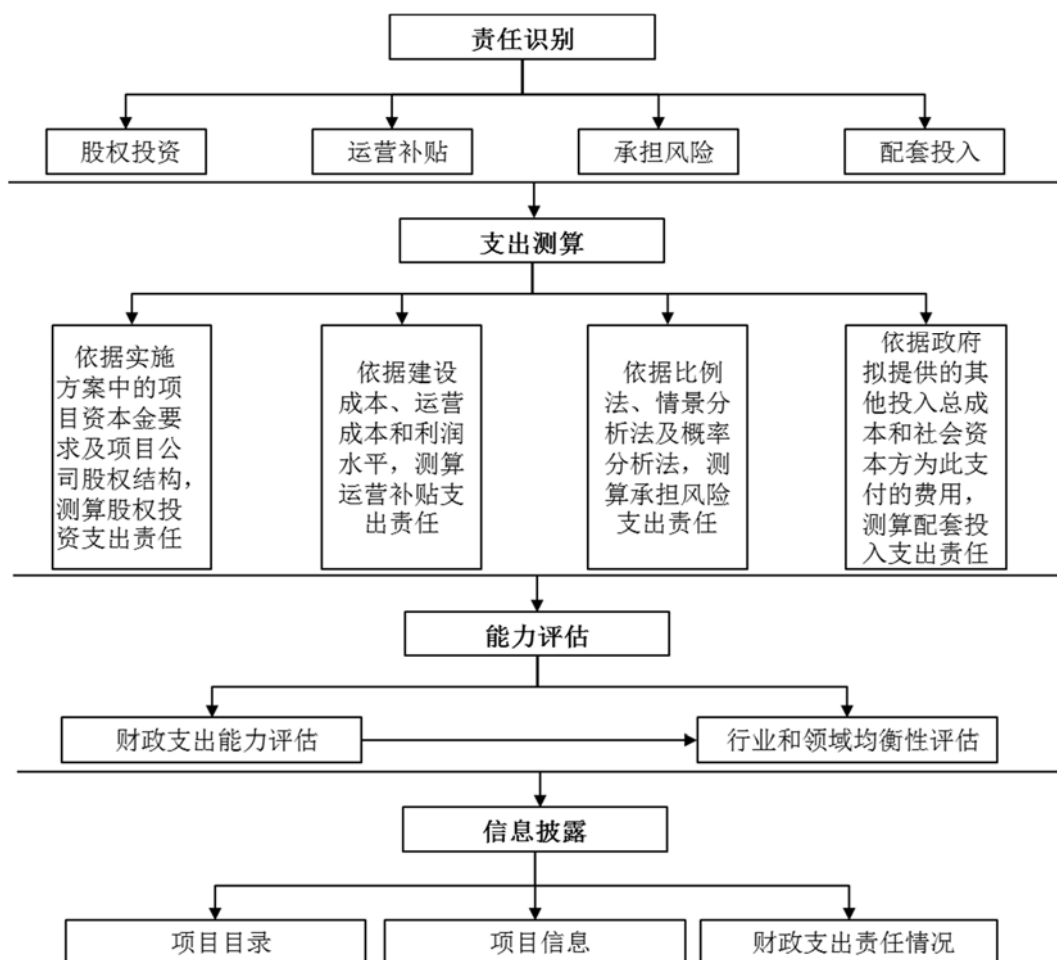 责任识别
股权投资
运营补贴
承担风险
配套投入
支出测算
依据实施
方案中的项
目资本金要
求及项目公
司股权结构，
测算股权投
资支出责任
依据建设
成本、运营
成本和利润
水平，测算
运营补贴支
出责任
依据比例
法、情景分
析法及概率
分析法，测
算承担风险
支出责任
依据政府
拟提供的其
他投入总成
本和社会资
本方为此支
付的费用，
测算配套投
入支出责任
能力评估
财政支出能力评估
行业和领域均衡性评估
信息披露
项目目录
项目信息
财政支出责任情况